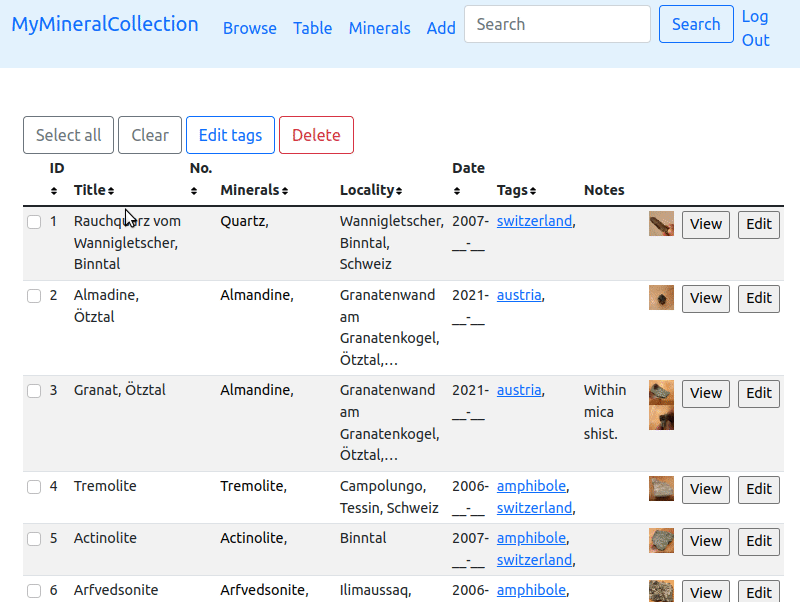 MyMineralCollection Browse Table Minerals Add Search Search Log Out
Select all Clear Edit tags Delete
ID Title No. Minerals Locality Date Tags Notes
1 Rauchquarz vom Wannigletscher, Binntal Quartz, Wannigletscher, Binntal, Schweiz 2007-__-__ switzerland, View Edit
2 Almadine, Ötztal Almandine, Granatenwand am Granatenkogel, Ötztal,… 2021-__-__ austria, View Edit
3 Granat, Ötztal Almandine, Granatenwand am Granatenkogel, Ötztal,… 2021-__-__ austria, Within mica shist. View Edit
4 Tremolite Tremolite, Campolungo, Tessin, Schweiz 2006-__-__ amphibole, switzerland, View Edit
5 Actinolite Actinolite, Binntal 2007-__-__ amphibole, switzerland, View Edit
6 Arfvedsonite Arfvedsonite, Ilimaussaq, 2006- amphibole, View Edit